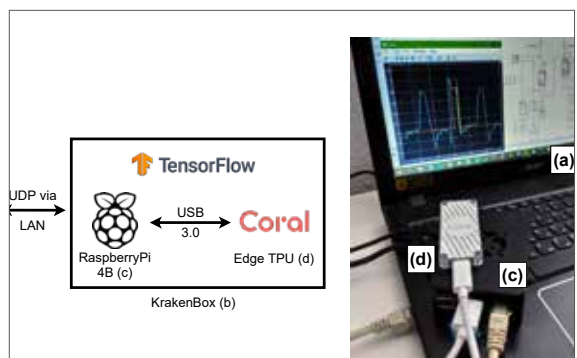 TensorFlow
UDP via
LAN
USB
3.0
Coral
RaspberryPi
4B (c)
Edge TPU (d)
KrakenBox (b)
(a)
(d)
(c)